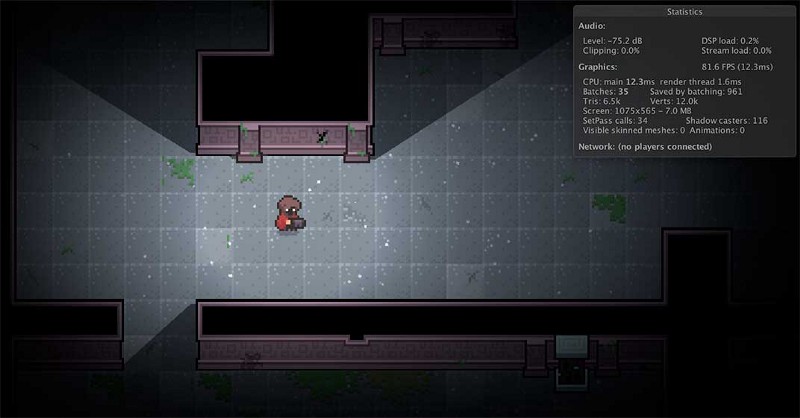 Statistics
Audio:
Level: -75.2 dB DSP load: 0.2%
Clipping: 0.0% Stream load: 0.0%
Graphics: 81.6 FPS (12.3ms)
CPU: main 12.3ms render thread 1.6ms
Batches: 35 Saved by batching: 961
Tris: 6.5k Verts: 12.0k
Screen: 1075x565 - 7.0 MB
SetPass calls: 34 Shadow casters: 116
Visible skinned meshes: 0 Animations: 0
Network: (no players connected)